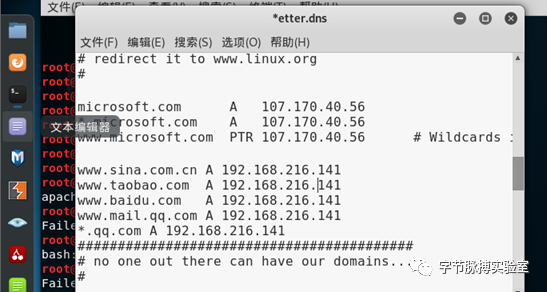 *etter.dns
文件(F) 编辑(E) 搜索(S) 选项(O) 帮助(H)
# redirect it to www.linux.org
#
microsoft.com A 107.170.40.56
*.microsoft.com A 107.170.40.56
www.microsoft.com PTR 107.170.40.56 # Wildcards
www.sina.com.cn A 192.168.216.141
www.taobao.com A 192.168.216.141
www.baidu.com A 192.168.216.141
www.mail.qq.com A 192.168.216.141
*.qq.com A 192.168.216.141
##########################################
# no one out there can have our domains...
#
文本编辑器
root@
root@
root@
root@
root@
root@
root@
root@
apach
root@
Faile
root@
bash:
root@
Faile
字节脉搏实验室